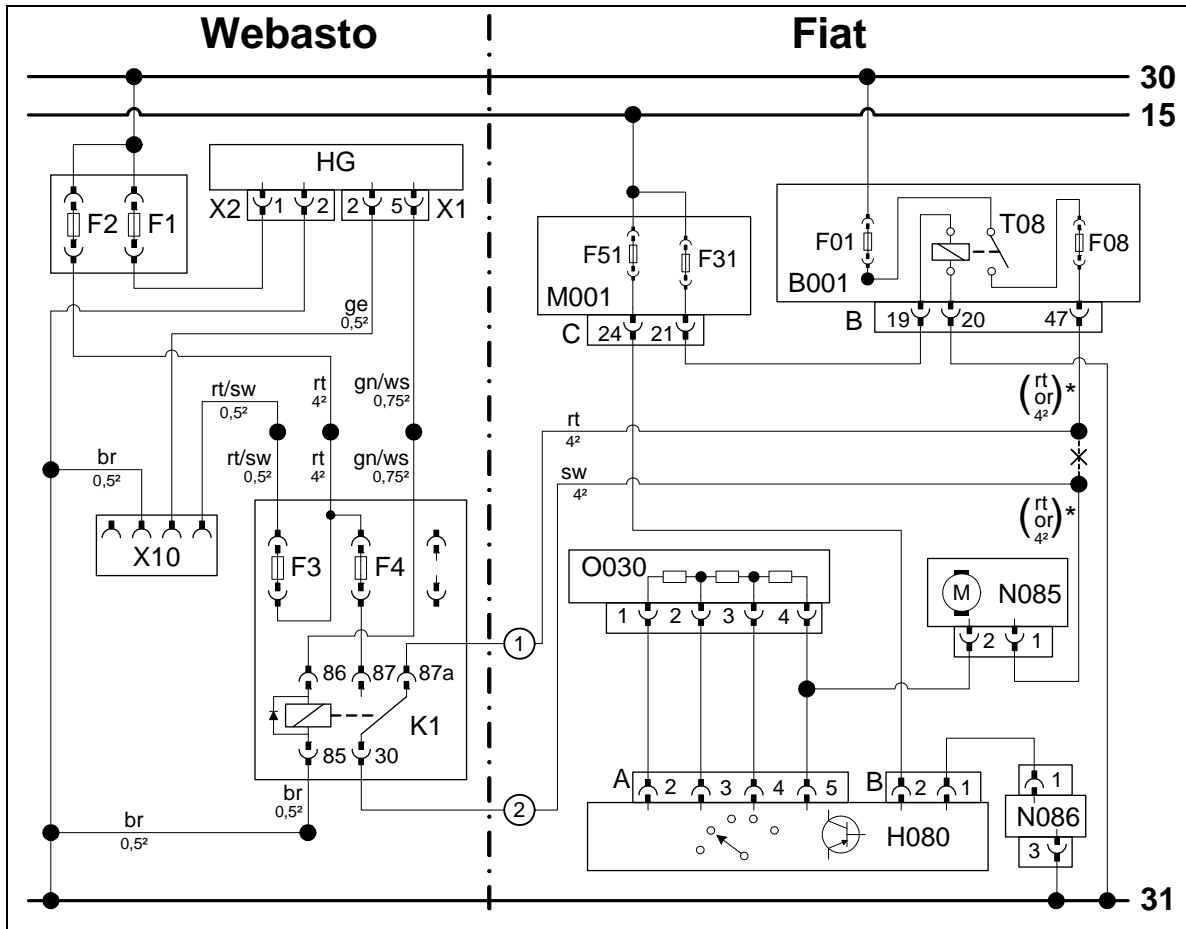 Webasto
Fiat
30
15
HG
X2 1 2 2 5 X1
F2 F1
F51 F31
M001
C 24 21
F01 T08 F08
B001
B 19 20 47
ge
0,5²
rt/sw
0,5²
rt
4²
gn/ws
0,75²
rt/sw
0,5²
rt
4²
gn/ws
0,75²
br
0,5²
X10
F3 F4
rt
4²
sw
4²
(rt
or
4²)*
(rt
or
4²)*
O030
1 2 3 4
M N085
2 1
1
86 87 87a
K1
85 30
br
0,5²
br
0,5²
2
A 2 3 4 5
B 2 1
H080
1
N086
3
31